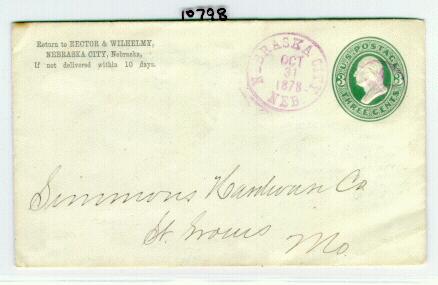 10798
Return to RECTOR & WILHELMY,
NEBRASKA CITY, Nebraska,
If not delivered within 10 days.
NEBRASKA CITY
OCT
31
1878
NEB
U.S. POSTAGE
THREE CENTS
Simmons Hardware Co
St. Louis
Mo